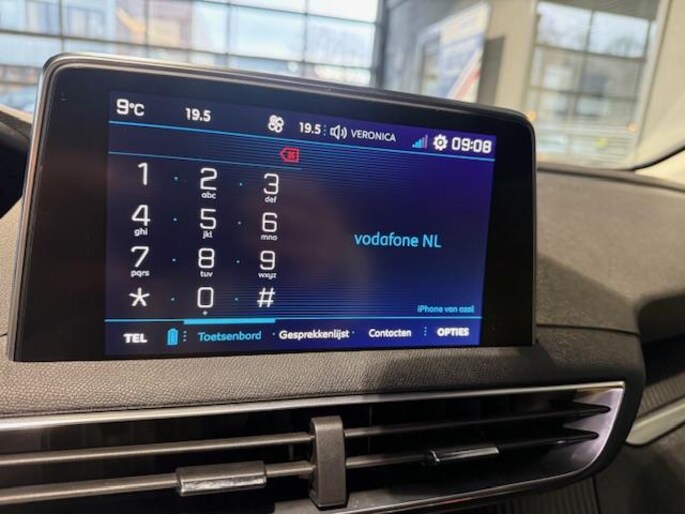 9°C 19.5 19.5 VERONICA 09:08
1 2 3
abc def
4 5 6
ghi jkl mno
7 8 9
pqrs tuv wxyz
* 0 #
+
vodafone NL
iPhone van
TEL Toetsenbord Gesprekkenlijst Contacten OPTIES